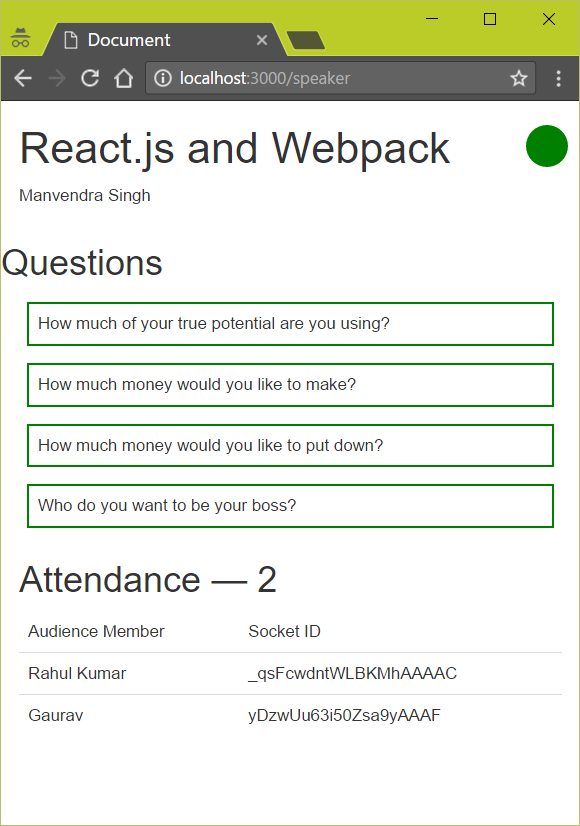 Document
localhost:3000/speaker
React.js and Webpack
Manvendra Singh
Questions
How much of your true potential are you using?
How much money would you like to make?
How much money would you like to put down?
Who do you want to be your boss?
Attendance — 2
Audience Member Socket ID
Rahul Kumar _qsFcwdntWLBKMhAAAAC
Gaurav yDzwUu63i50Zsa9yAAAF